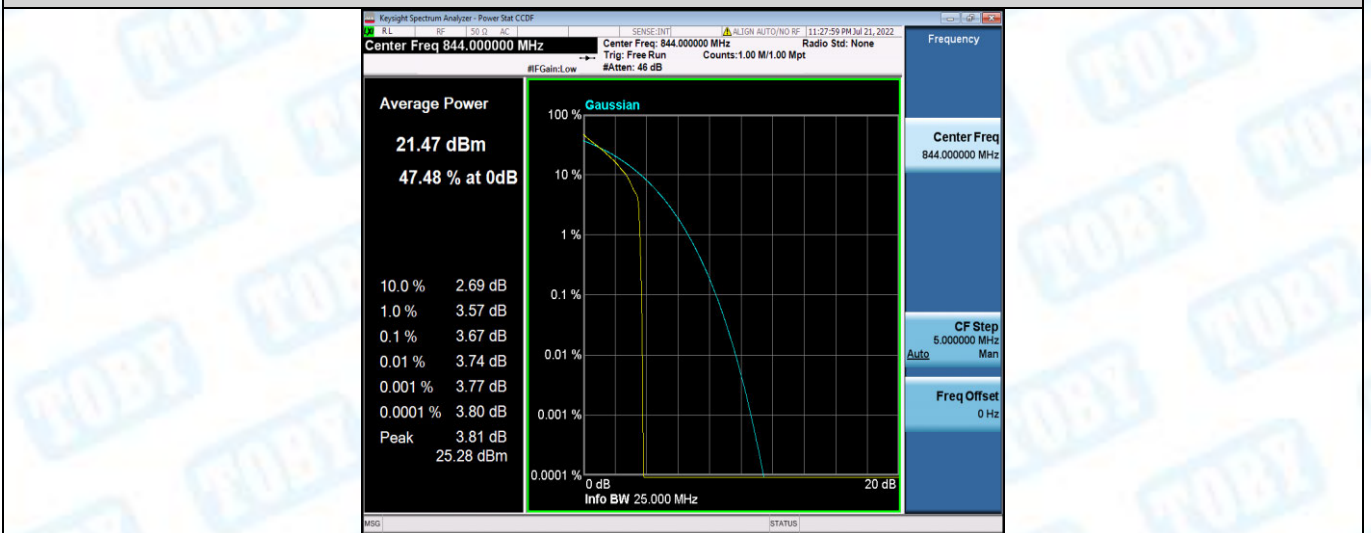 Keysight Spectrum Analyzer - Power Stat CCDF
RL RF 50 Ω AC SENSE:INT ALIGN AUTO/NO RF 11:27:59 PM Jul 21, 2022
Center Freq 844.000000 MHz
Center Freq: 844.000000 MHz Radio Std: None
Trig: Free Run Counts:1.00 M/1.00 Mpt
#IFGain:Low #Atten: 46 dB
Frequency
Average Power
21.47 dBm
47.48 % at 0dB
10.0 % 2.69 dB
1.0 % 3.57 dB
0.1 % 3.67 dB
0.01 % 3.74 dB
0.001 % 3.77 dB
0.0001 % 3.80 dB
Peak 3.81 dB
25.28 dBm
Gaussian
100 %
10 %
1 %
0.1 %
0.01 %
0.001 %
0.0001 %
0 dB 20 dB
Info BW 25.000 MHz
Center Freq
844.000000 MHz
CF Step
5.000000 MHz
Auto Man
Freq Offset
0 Hz
MSG STATUS
TOBY
TOBY
TOBY
TOBY
TOBY
TOBY
TOBY
TOBY